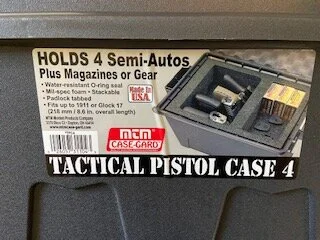 HOLDS 4 Semi-Autos
Plus Magazines or Gear
• Water-resistant O-ring seal
• Mil-spec foam • Stackable
• Padlock tabbed
• Fits up to 1911 or Glock 17
(218 mm / 8.6 in. overall length)
Made In
U.S.A.
MTM Molded Products Company
www.mtmcase-gard.com
MTM
CASE-GARD
TACTICAL PISTOL CASE 4